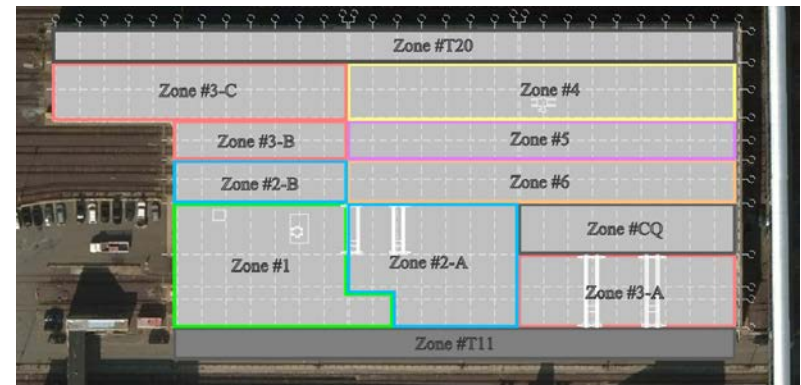 Zone #T20
Zone #3-C
Zone #4
Zone #3-B
Zone #5
Zone #2-B
Zone #6
Zone #CQ
Zone #1
Zone #2-A
Zone #3-A
Zone #T11